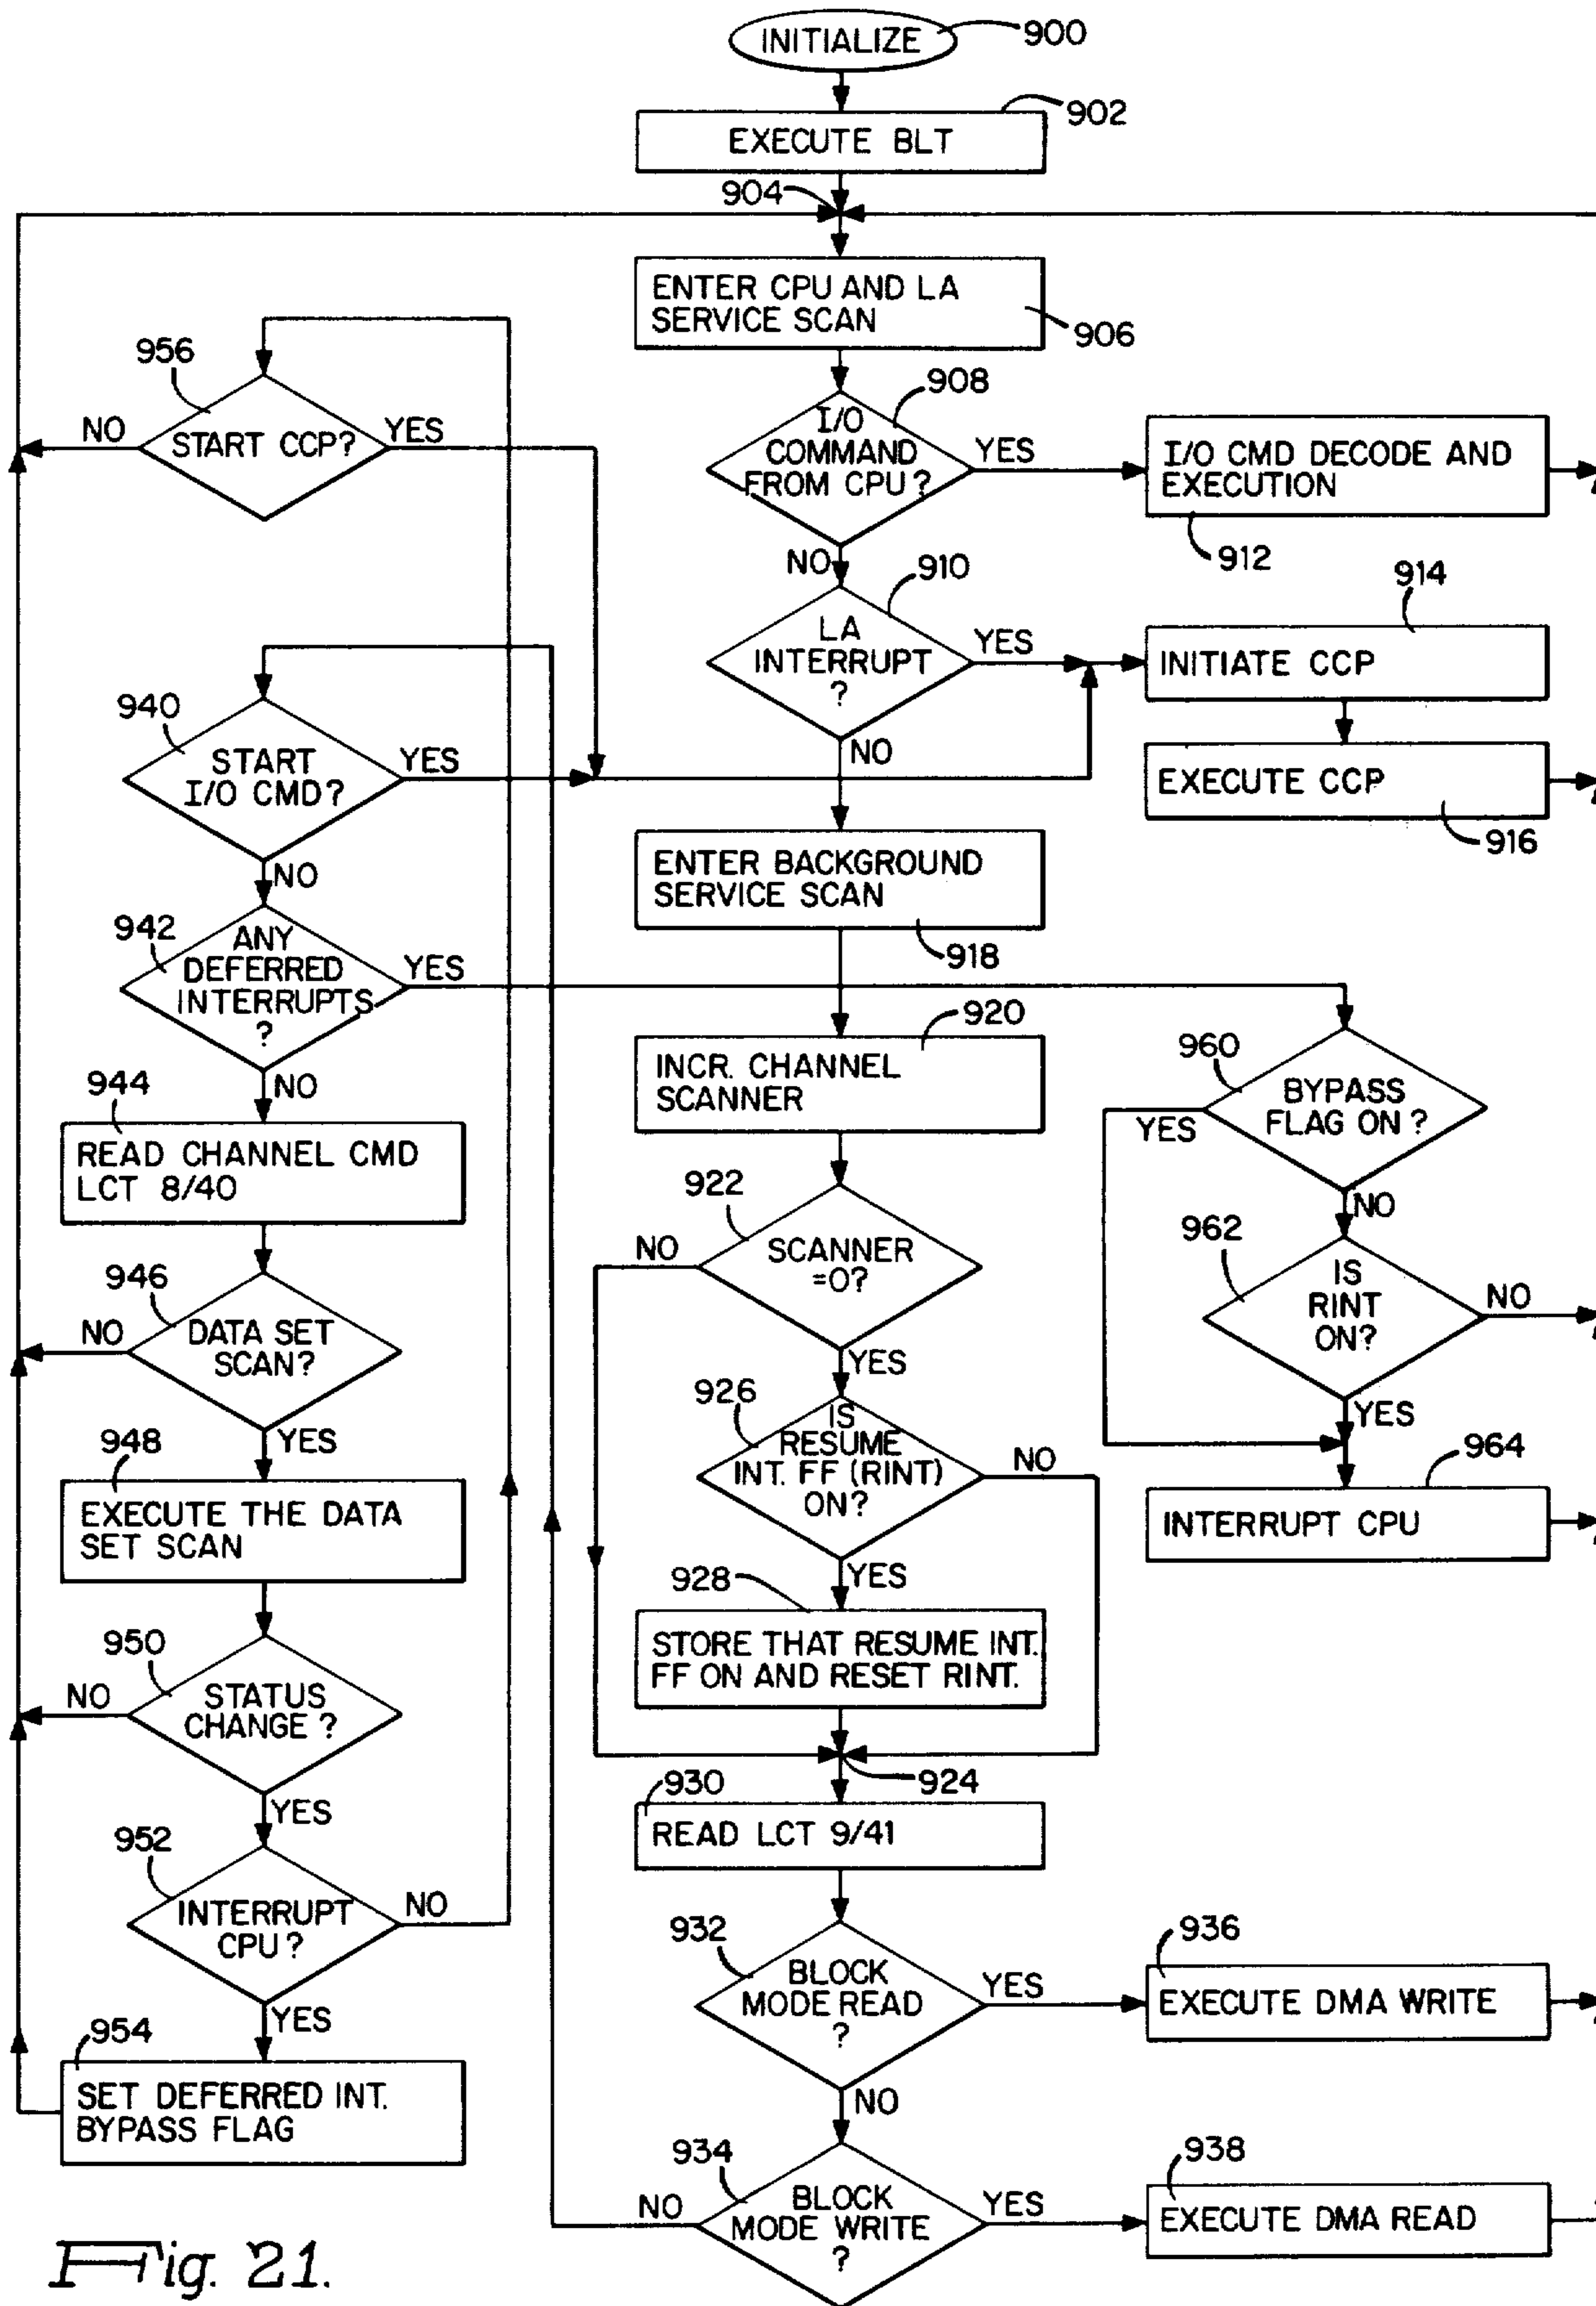 INITIALIZE
900
902
EXECUTE BLT
904
ENTER CPU AND LA
SERVICE SCAN
906
956
START CCP?
NO
YES
908
I/O
COMMAND
FROM CPU?
YES
NO
I/O CMD DECODE AND
EXECUTION
912
910
LA
INTERRUPT
?
YES
NO
914
INITIATE CCP
EXECUTE CCP
916
940
START
I/O CMD?
YES
NO
ENTER BACKGROUND
SERVICE SCAN
918
942
ANY
DEFERRED
INTERRUPTS
?
YES
NO
920
INCR. CHANNEL
SCANNER
960
BYPASS
FLAG ON?
YES
NO
944
READ CHANNEL CMD
LCT 8/40
922
SCANNER
=0?
NO
YES
962
IS
RINT
ON?
NO
YES
946
DATA SET
SCAN?
NO
YES
926
IS
RESUME
INT. FF (RINT)
ON?
NO
YES
964
INTERRUPT CPU
948
EXECUTE THE DATA
SET SCAN
928
STORE THAT RESUME INT.
FF ON AND RESET RINT.
950
STATUS
CHANGE?
NO
YES
924
930
READ LCT 9/41
952
INTERRUPT
CPU?
NO
YES
932
BLOCK
MODE READ
?
YES
NO
936
EXECUTE DMA WRITE
954
SET DEFERRED INT.
BYPASS FLAG
934
BLOCK
MODE WRITE
?
NO
YES
938
EXECUTE DMA READ
Fig. 21.